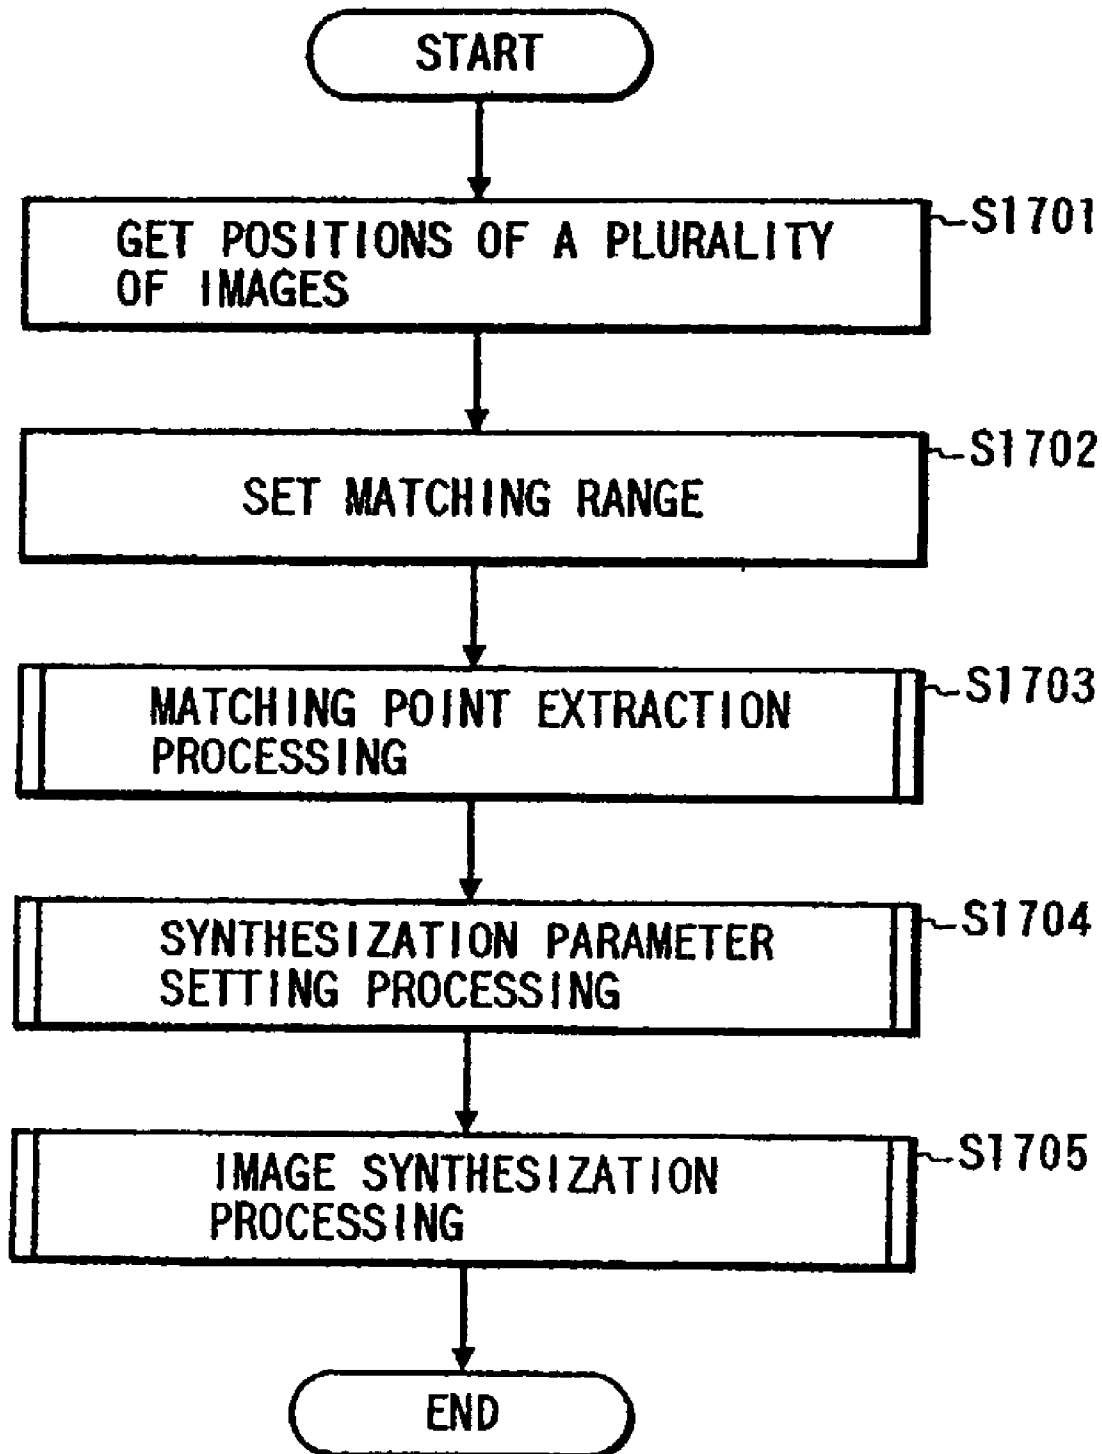 START
GET POSITIONS OF A PLURALITY
OF IMAGES
S1701
SET MATCHING RANGE
S1702
MATCHING POINT EXTRACTION
PROCESSING
S1703
SYNTHESIZATION PARAMETER
SETTING PROCESSING
S1704
IMAGE SYNTHESIZATION
PROCESSING
S1705
END